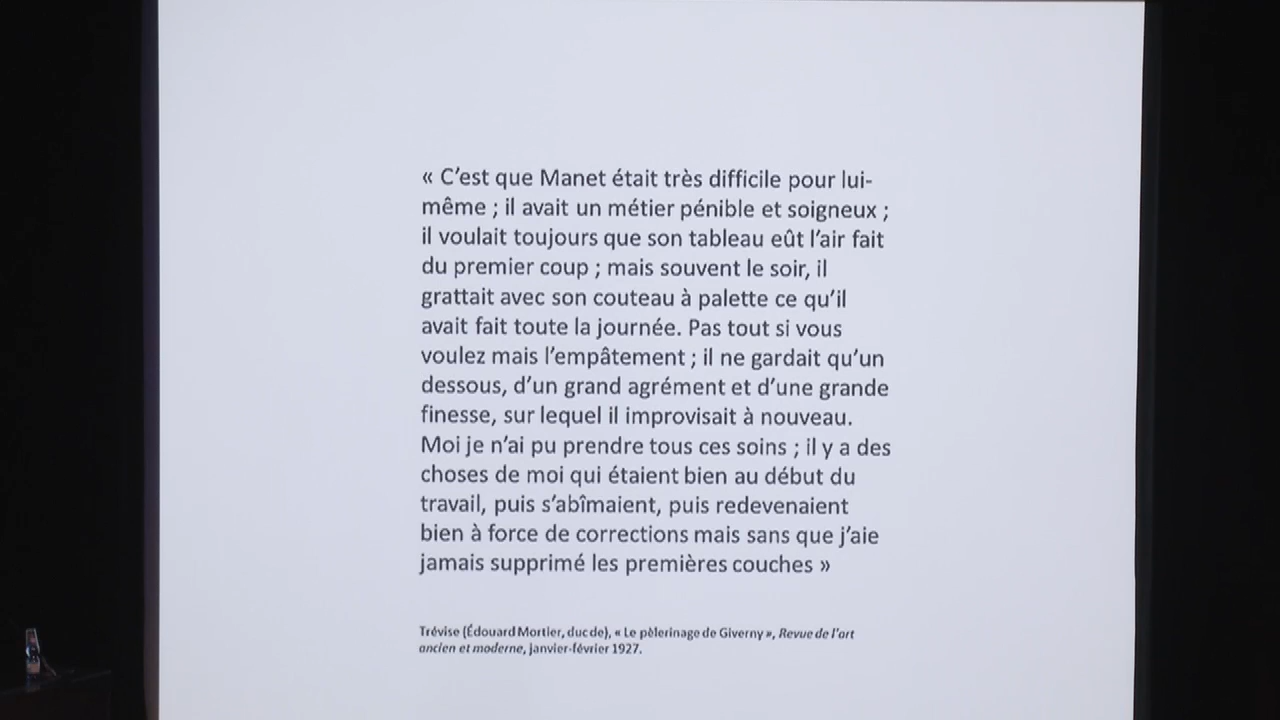 « C’est que Manet était très difficile pour lui-
même ; il avait un métier pénible et soigneux ;
il voulait toujours que son tableau eût l’air fait
du premier coup ; mais souvent le soir, il
grattait avec son couteau à palette ce qu’il
avait fait toute la journée. Pas tout si vous
voulez mais l’empâtement ; il ne gardait qu’un
dessous, d’un grand agrément et d’une grande
finesse, sur lequel il improvisait à nouveau.
Moi je n’ai pu prendre tous ces soins ; il y a des
choses de moi qui étaient bien au début du
travail, puis s’abîmaient, puis redevenaient
bien à force de corrections mais sans que j’aie
jamais supprimé les premières couches »
Trévise (Édouard Mortier, duc de), « Le pèlerinage de Giverny », Revue de l’art
ancien et moderne, janvier-février 1927.